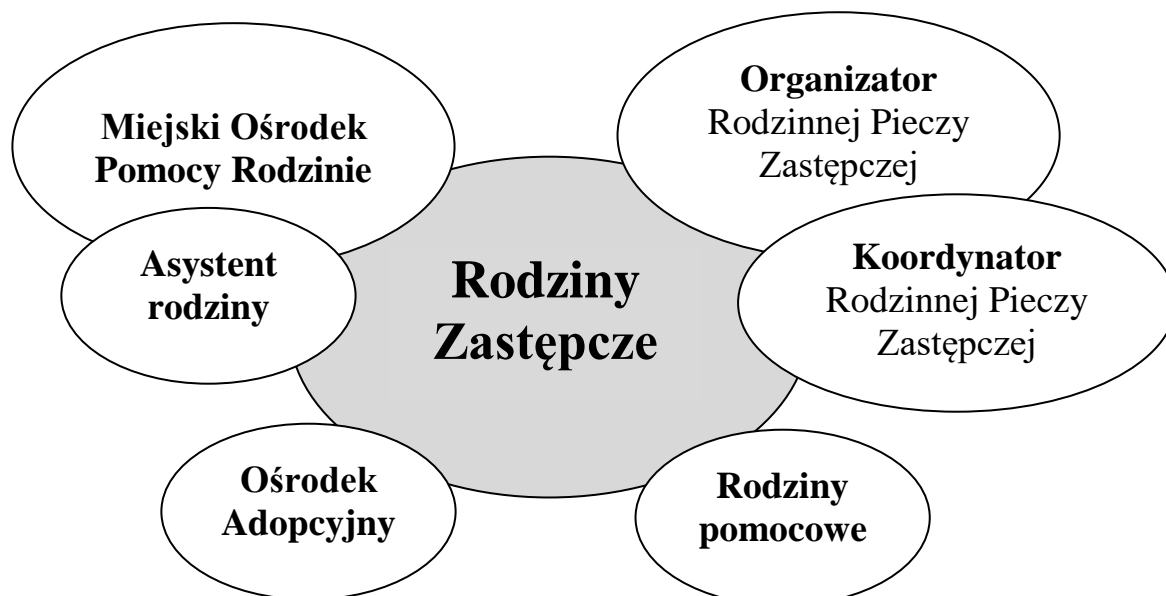 Miejski Ośrodek
Pomocy Rodzinie
Organizator
Rodzinnej Pieczy
Zastępczej
Asystent
rodziny
Rodziny
Zastępcze
Koordynator
Rodzinnej Pieczy
Zastępczej
Ośrodek
Adopcyjny
Rodziny
pomocowe